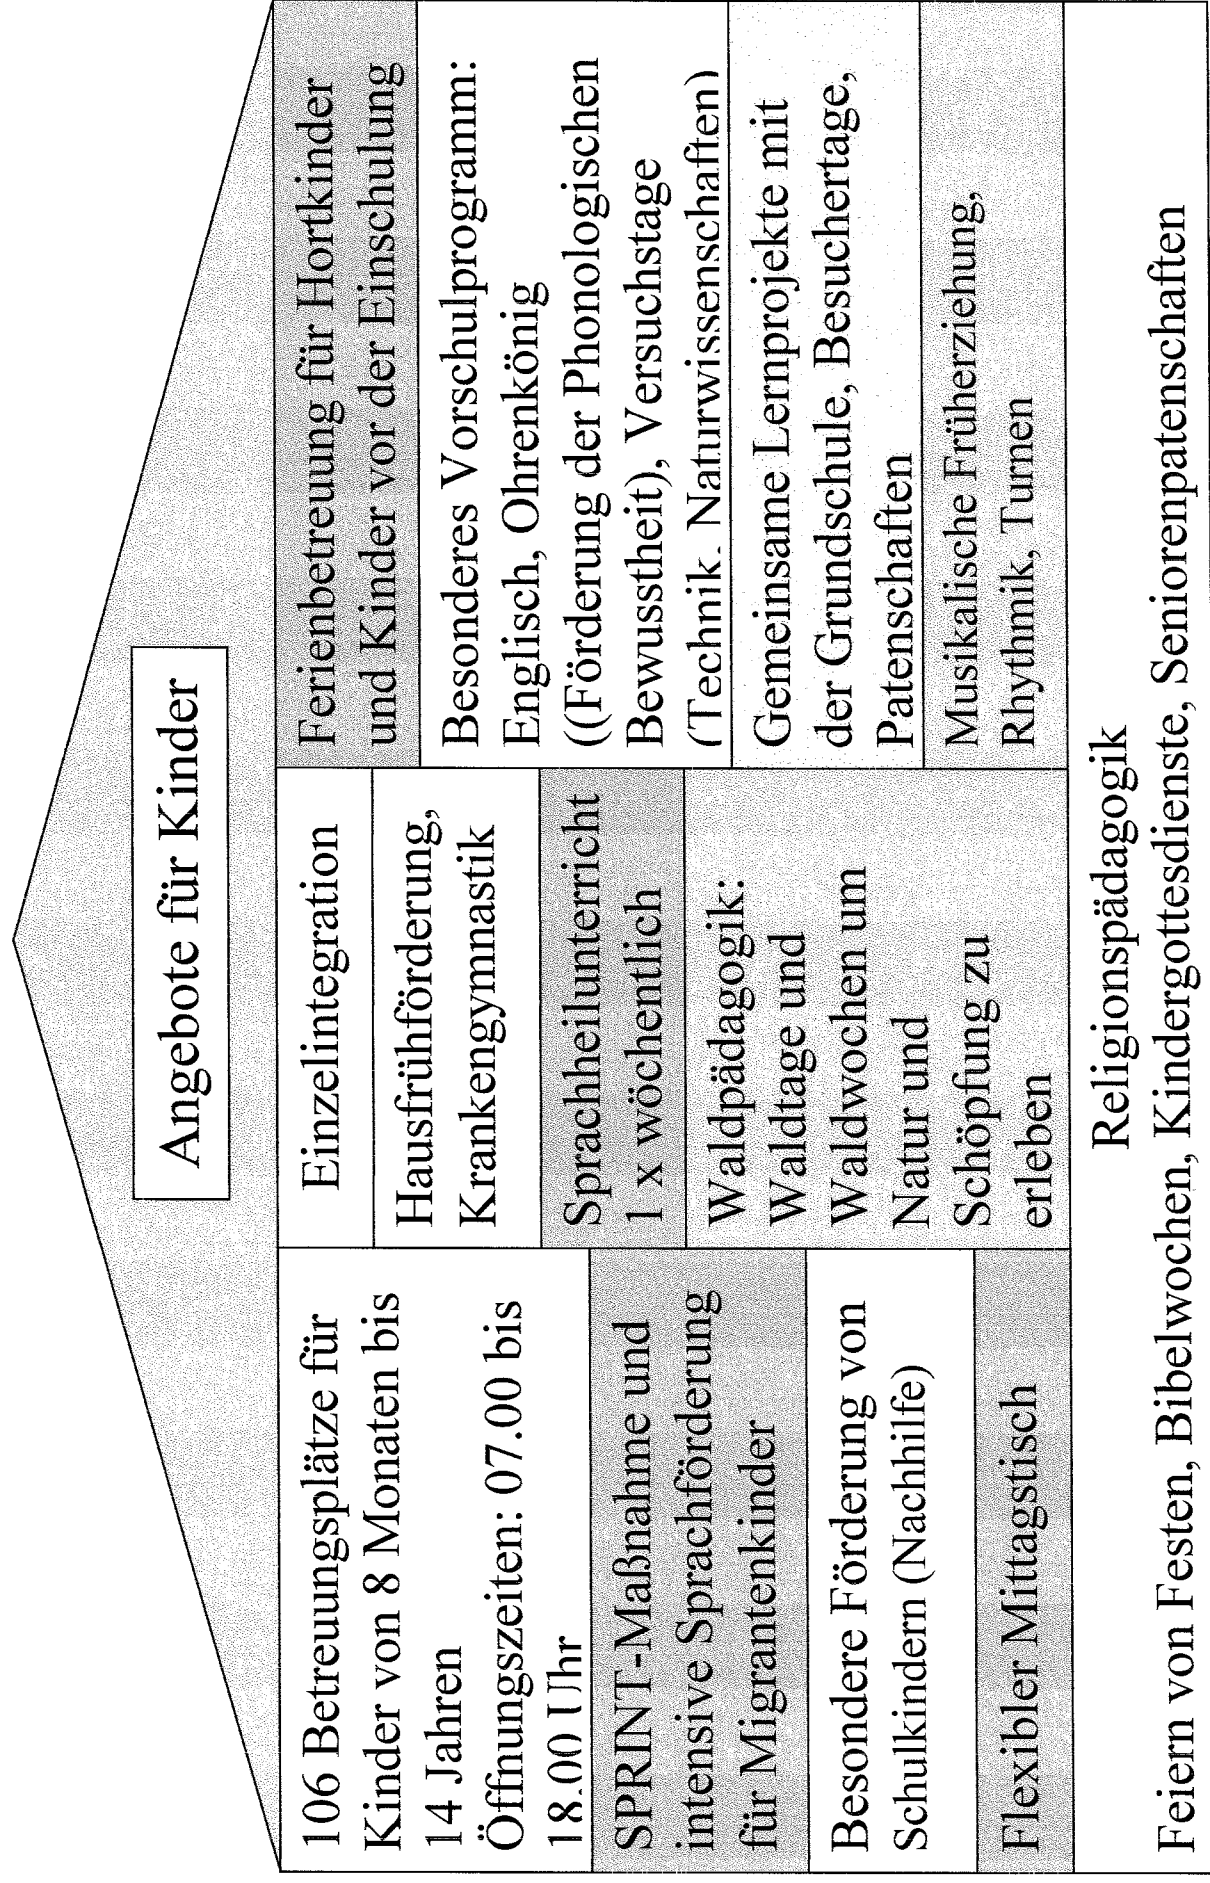 Angebote für Kinder
106 Betreuungsplätze für
Kinder von 8 Monaten bis
14 Jahren
Öffnungszeiten: 07.00 bis
18.00 Uhr
SPRINT-Maßnahme und
intensive Sprachförderung
für Migrantenkinder
Besondere Förderung von
Schulkindern (Nachhilfe)
Flexibler Mittagstisch
Einzelintegration
Hausfrühförderung,
Krankengymnastik
Sprachheilunterricht
1 x wöchentlich
Waldpädagogik:
Waldtage und
Waldwochen um
Natur und
Schöpfung zu
erleben
Ferienbetreuung für Hortkinder
und Kinder vor der Einschulung
Besonderes Vorschulprogramm:
Englisch, Ohrenkönig
((Förderung der Phonologischen
Bewusstheit), Versuchstage
(Technik, Naturwissenschaften)
Gemeinsame Lernprojekte mit
der Grundschule, Besuchertage,
Patenschaften
Musikalische Früherziehung,
Rhythmik, Turnen
Religionspädagogik
Feiern von Festen, Bibelwochen, Kindergottesdienste, Seniorenpatenschaften